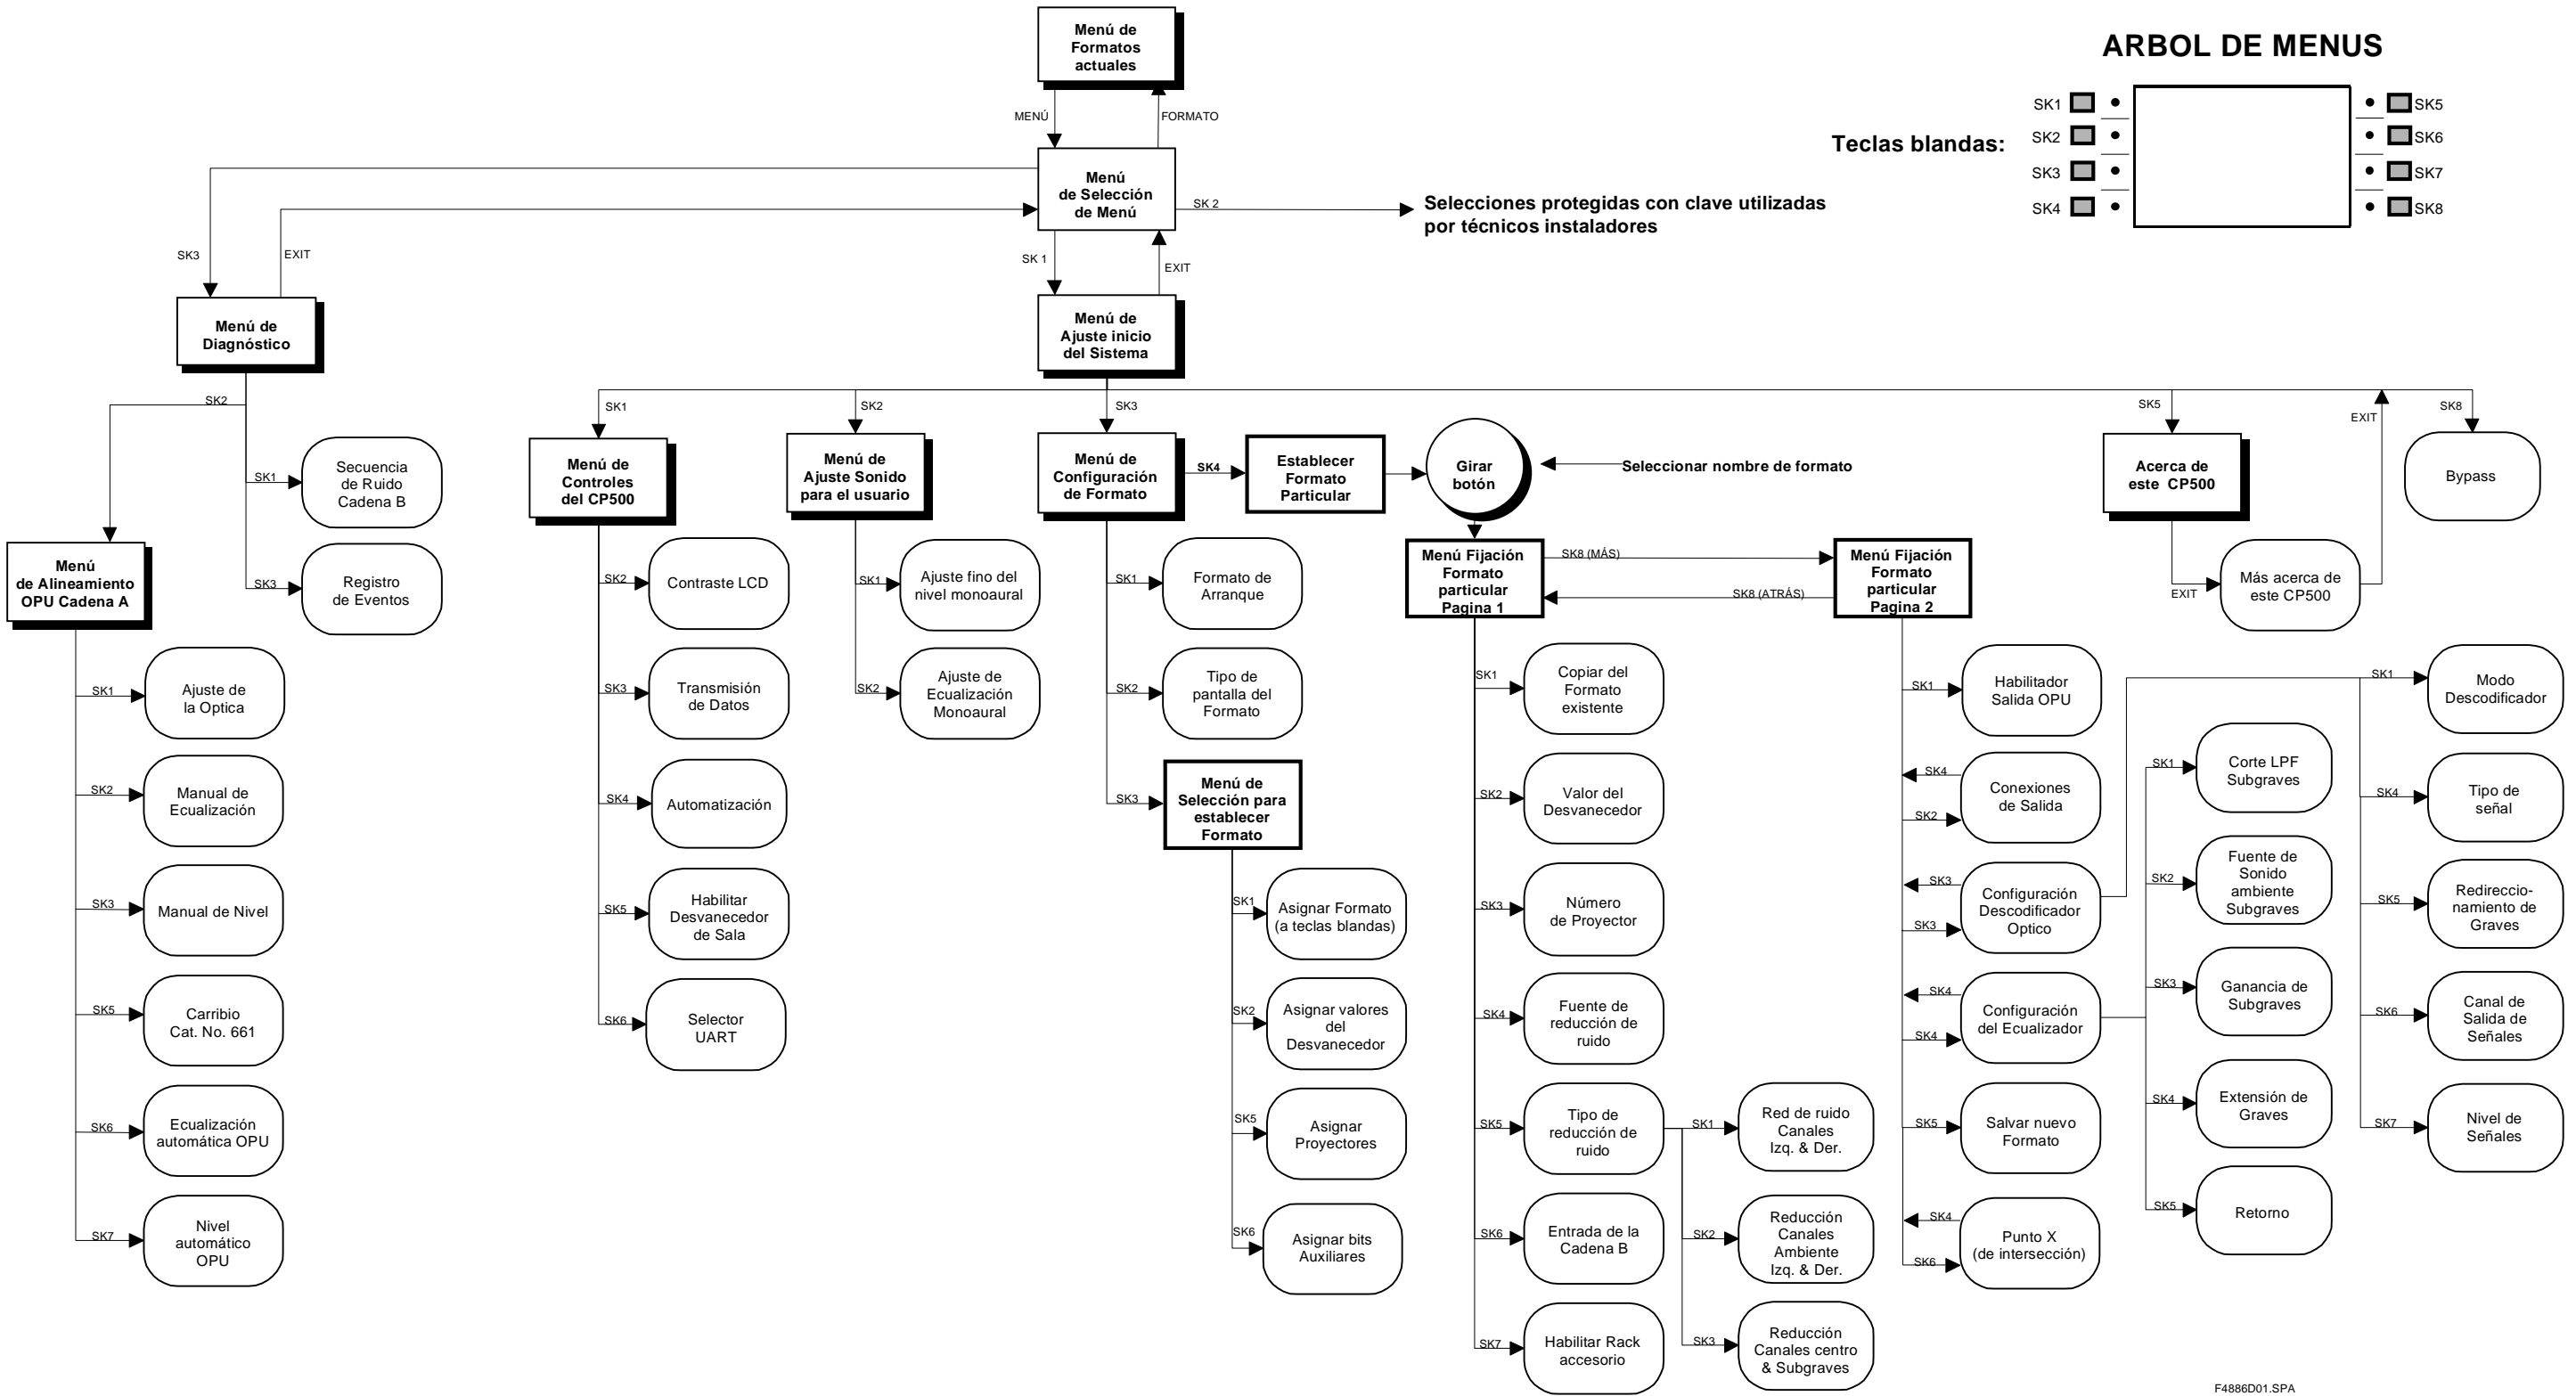 Menú de
Formatos
actuales
ARBOL DE MENUS
MENÚ
FORMATO
Teclas blandas:
SK1
SK2
SK3
SK4
SK5
SK6
SK7
SK8
Menú
de Selección
de Menú
SK 2
Selecciones protegidas con clave utilizadas
por técnicos instaladores
SK3
EXIT
SK 1
EXIT
Menú de
Diagnóstico
Menú de
Ajuste inicio
del Sistema
SK2
SK1
Secuencia
de Ruido
Cadena B
SK3
Registro
de Eventos
Menú
de Alineamiento
OPU Cadena A
SK1
Ajuste de
la Optica
SK2
Manual de
Ecualización
SK3
Manual de Nivel
SK5
Carribio
Cat. No. 661
SK6
Ecualización
automática OPU
SK7
Nivel
automático
OPU
SK1
Menú de
Controles
del CP500
SK2
Contraste LCD
SK3
Transmisión
de Datos
SK4
Automatización
SK5
Habilitar
Desvanecedor
de Sala
SK6
Selector
UART
SK2
Menú de
Ajuste Sonido
para el usuario
SK1
Ajuste fino del
nivel monoaural
SK2
Ajuste de
Ecualización
Monoaural
SK3
Menú de
Configuración
de Formato
SK1
Formato de
Arranque
SK2
Tipo de
pantalla del
Formato
SK3
Menú de
Selección para
establecer
Formato
SK1
Asignar Formato
(a teclas blandas)
SK2
Asignar valores
del
Desvanecedor
SK5
Asignar
Proyectores
SK6
Asignar bits
Auxiliares
SK4
Establecer
Formato
Particular
Girar
botón
Seleccionar nombre de formato
Menú Fijación
Formato
particular
Pagina 1
SK8 (MÁS)
SK8 (ATRÁS)
Menú Fijación
Formato
particular
Pagina 2
SK1
Copiar del
Formato
existente
SK2
Valor del
Desvanecedor
SK3
Número
de Proyector
SK4
Fuente de
reducción de
ruido
SK5
Tipo de
reducción de
ruido
SK1
Red de ruido
Canales
Izq. & Der.
SK2
Reducción
Canales
Ambiente
Izq. & Der.
SK3
Reducción
Canales centro
& Subgraves
SK6
Entrada de la
Cadena B
SK7
Habilitar Rack
accesorio
SK1
Habilitador
Salida OPU
SK4
Conexiones
de Salida
SK2
SK3
Configuración
Descodificador
Optico
SK3
SK4
Configuración
del Ecualizador
SK4
SK5
Salvar nuevo
Formato
SK4
Punto X
(de intersección)
SK6
SK1
Corte LPF
Subgraves
SK2
Fuente de
Sonido
ambiente
Subgraves
SK3
Ganancia de
Subgraves
SK4
Extensión de
Graves
SK5
Retorno
SK1
Modo
Descodificador
SK4
Tipo de
señal
SK5
Redireccio-
namiento de
Graves
SK6
Canal de
Salida de
Señales
SK7
Nivel de
Señales
SK5
Acerca de
este CP500
EXIT
Más acerca de
este CP500
EXIT
SK8
Bypass
F4886D01.SPA